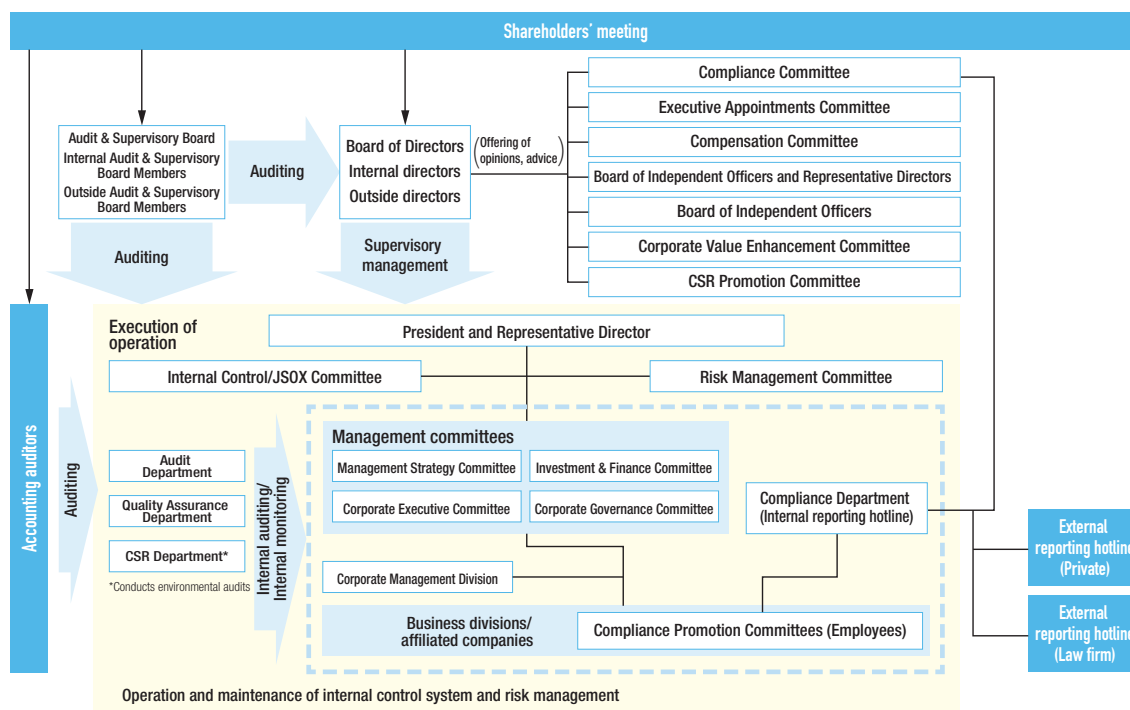 Shareholders' meeting
Compliance Committee
Executive Appointments Committee
Compensation Committee
Board of Independent Officers and Representative Directors
Board of Independent Officers
Corporate Value Enhancement Committee
CSR Promotion Committee
Audit & Supervisory Board
Internal Audit & Supervisory
Board Members
Outside Audit & Supervisory
Board Members
Auditing
Board of Directors
Internal directors
Outside directors
(Offering of
opinions, advice)
Auditing
Supervisory
management
Accounting auditors
Auditing
Execution of
operation
President and Representative Director
Internal Control/JSOX Committee
Risk Management Committee
Audit
Department
Quality Assurance
Department
CSR Department*
*Conducts environmental audits
Internal auditing/
Internal monitoring
Management committees
Management Strategy Committee
Investment & Finance Committee
Corporate Executive Committee
Corporate Governance Committee
Compliance Department
(Internal reporting hotline)
Corporate Management Division
Business divisions/
affiliated companies
Compliance Promotion Committees (Employees)
External
reporting hotline
(Private)
External
reporting hotline
(Law firm)
Operation and maintenance of internal control system and risk management